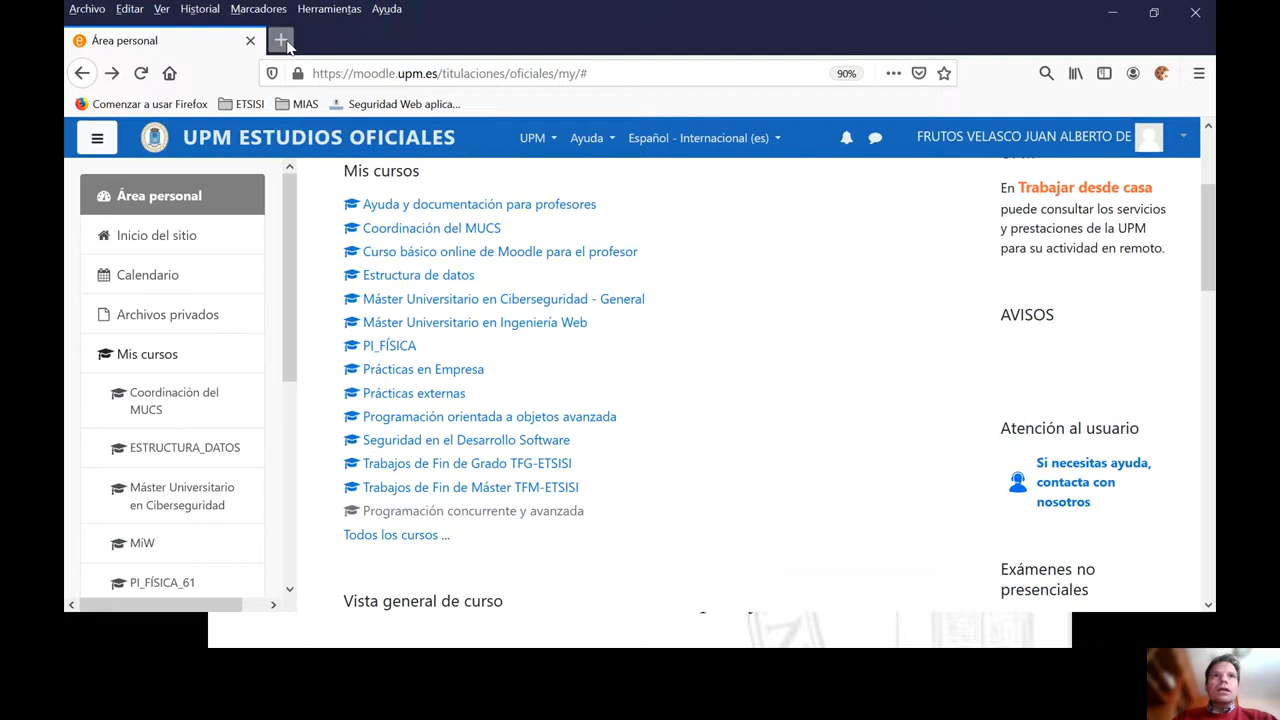 Archivo Editar Ver Historial Marcadores Herramientas Ayuda
Área personal
https://moodle.upm.es/titulaciones/oficiales/my/#
90%
Comenzar a usar Firefox ETSISI MIAS Seguridad Web aplica...
UPM ESTUDIOS OFICIALES
UPM Ayuda Español - Internacional (es)
FRUTOS VELASCO JUAN ALBERTO DE
Área personal
Inicio del sitio
Calendario
Archivos privados
Mis cursos
Coordinación del
MUCS
ESTRUCTURA_DATOS
Máster Universitario
en Ciberseguridad
MiW
PI_FÍSICA_61
Mis cursos
Ayuda y documentación para profesores
Coordinación del MUCS
Curso básico online de Moodle para el profesor
Estructura de datos
Máster Universitario en Ciberseguridad - General
Máster Universitario en Ingeniería Web
PI_FÍSICA
Prácticas en Empresa
Prácticas externas
Programación orientada a objetos avanzada
Seguridad en el Desarrollo Software
Trabajos de Fin de Grado TFG-ETSISI
Trabajos de Fin de Máster TFM-ETSISI
Programación concurrente y avanzada
Todos los cursos ...
Vista general de curso
En Trabajar desde casa
puede consultar los servicios
y prestaciones de la UPM
para su actividad en remoto.
AVISOS
Atención al usuario
Si necesitas ayuda,
contacta con
nosotros
Exámenes no
presenciales